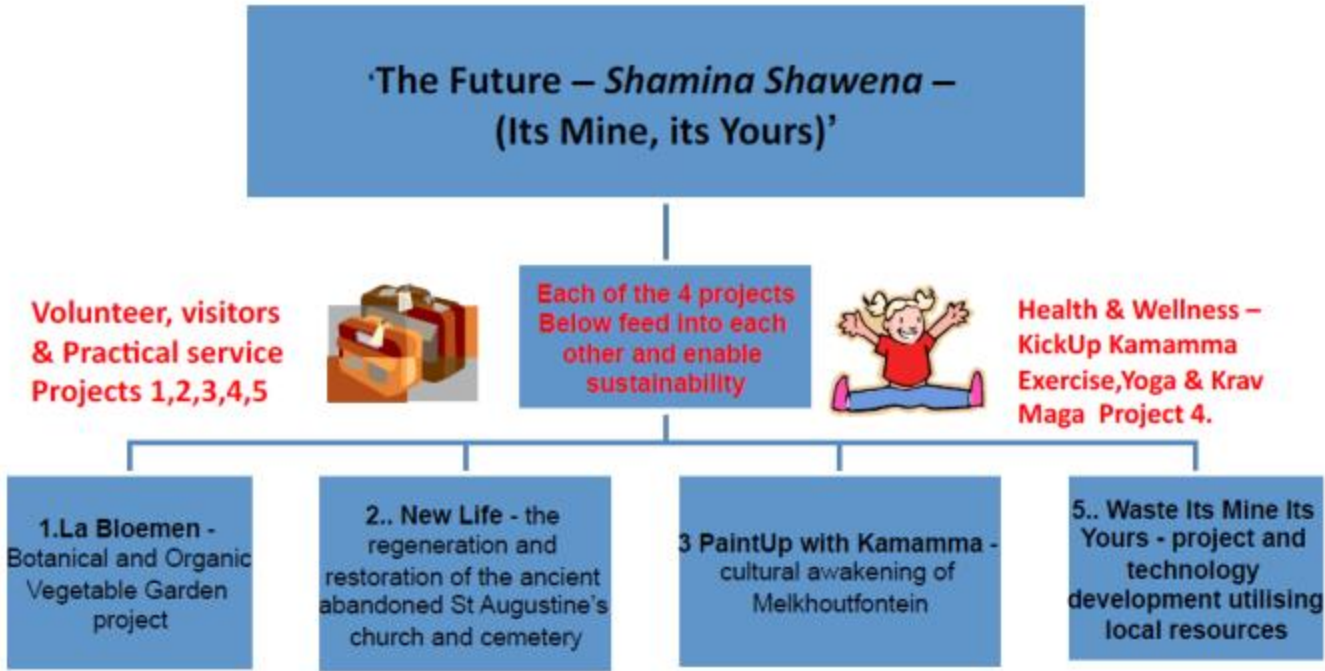 ‘The Future – Shamina Shawena –
(Its Mine, its Yours)’
Volunteer, visitors
& Practical service
Projects 1,2,3,4,5
Each of the 4 projects
Below feed into each
other and enable
sustainability
Health & Wellness –
KickUp Kamamma
Exercise,Yoga & Krav
Maga Project 4.
1.La Bloemen -
Botanical and Organic
Vegetable Garden
project
2.. New Life - the
regeneration and
restoration of the ancient
abandoned St Augustine's
church and cemetery
3 PaintUp with Kamamma -
cultural awakening of
Melkhoutfontein
5.. Waste Its Mine Its
Yours - project and
technology
development utilising
local resources